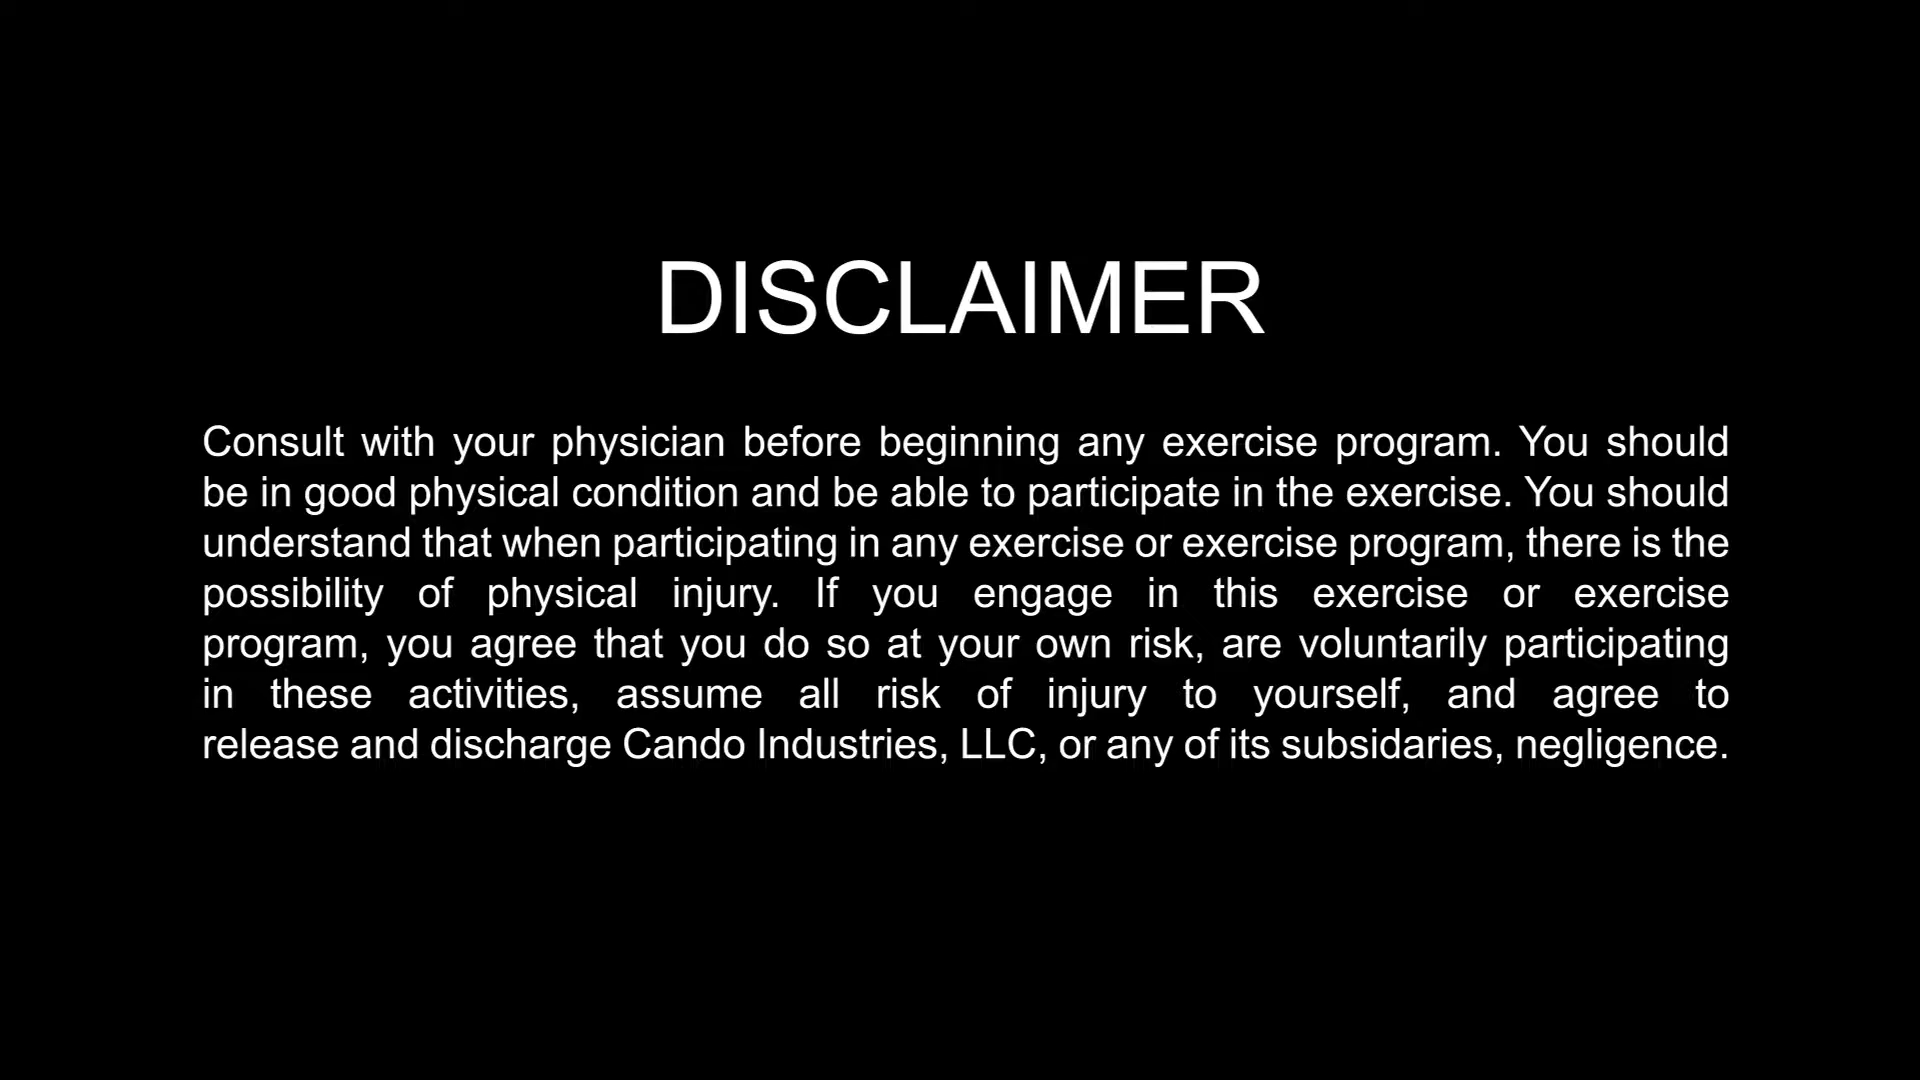 DISCLAIMER
Consult with your physician before beginning any exercise program. You should
be in good physical condition and be able to participate in the exercise. You should
understand that when participating in any exercise or exercise program, there is the
possibility of physical injury. If you engage in this exercise or exercise
program, you agree that you do so at your own risk, are voluntarily participating
in these activities, assume all risk of injury to yourself, and agree to
release and discharge Cando Industries, LLC, or any of its subsidaries, negligence.